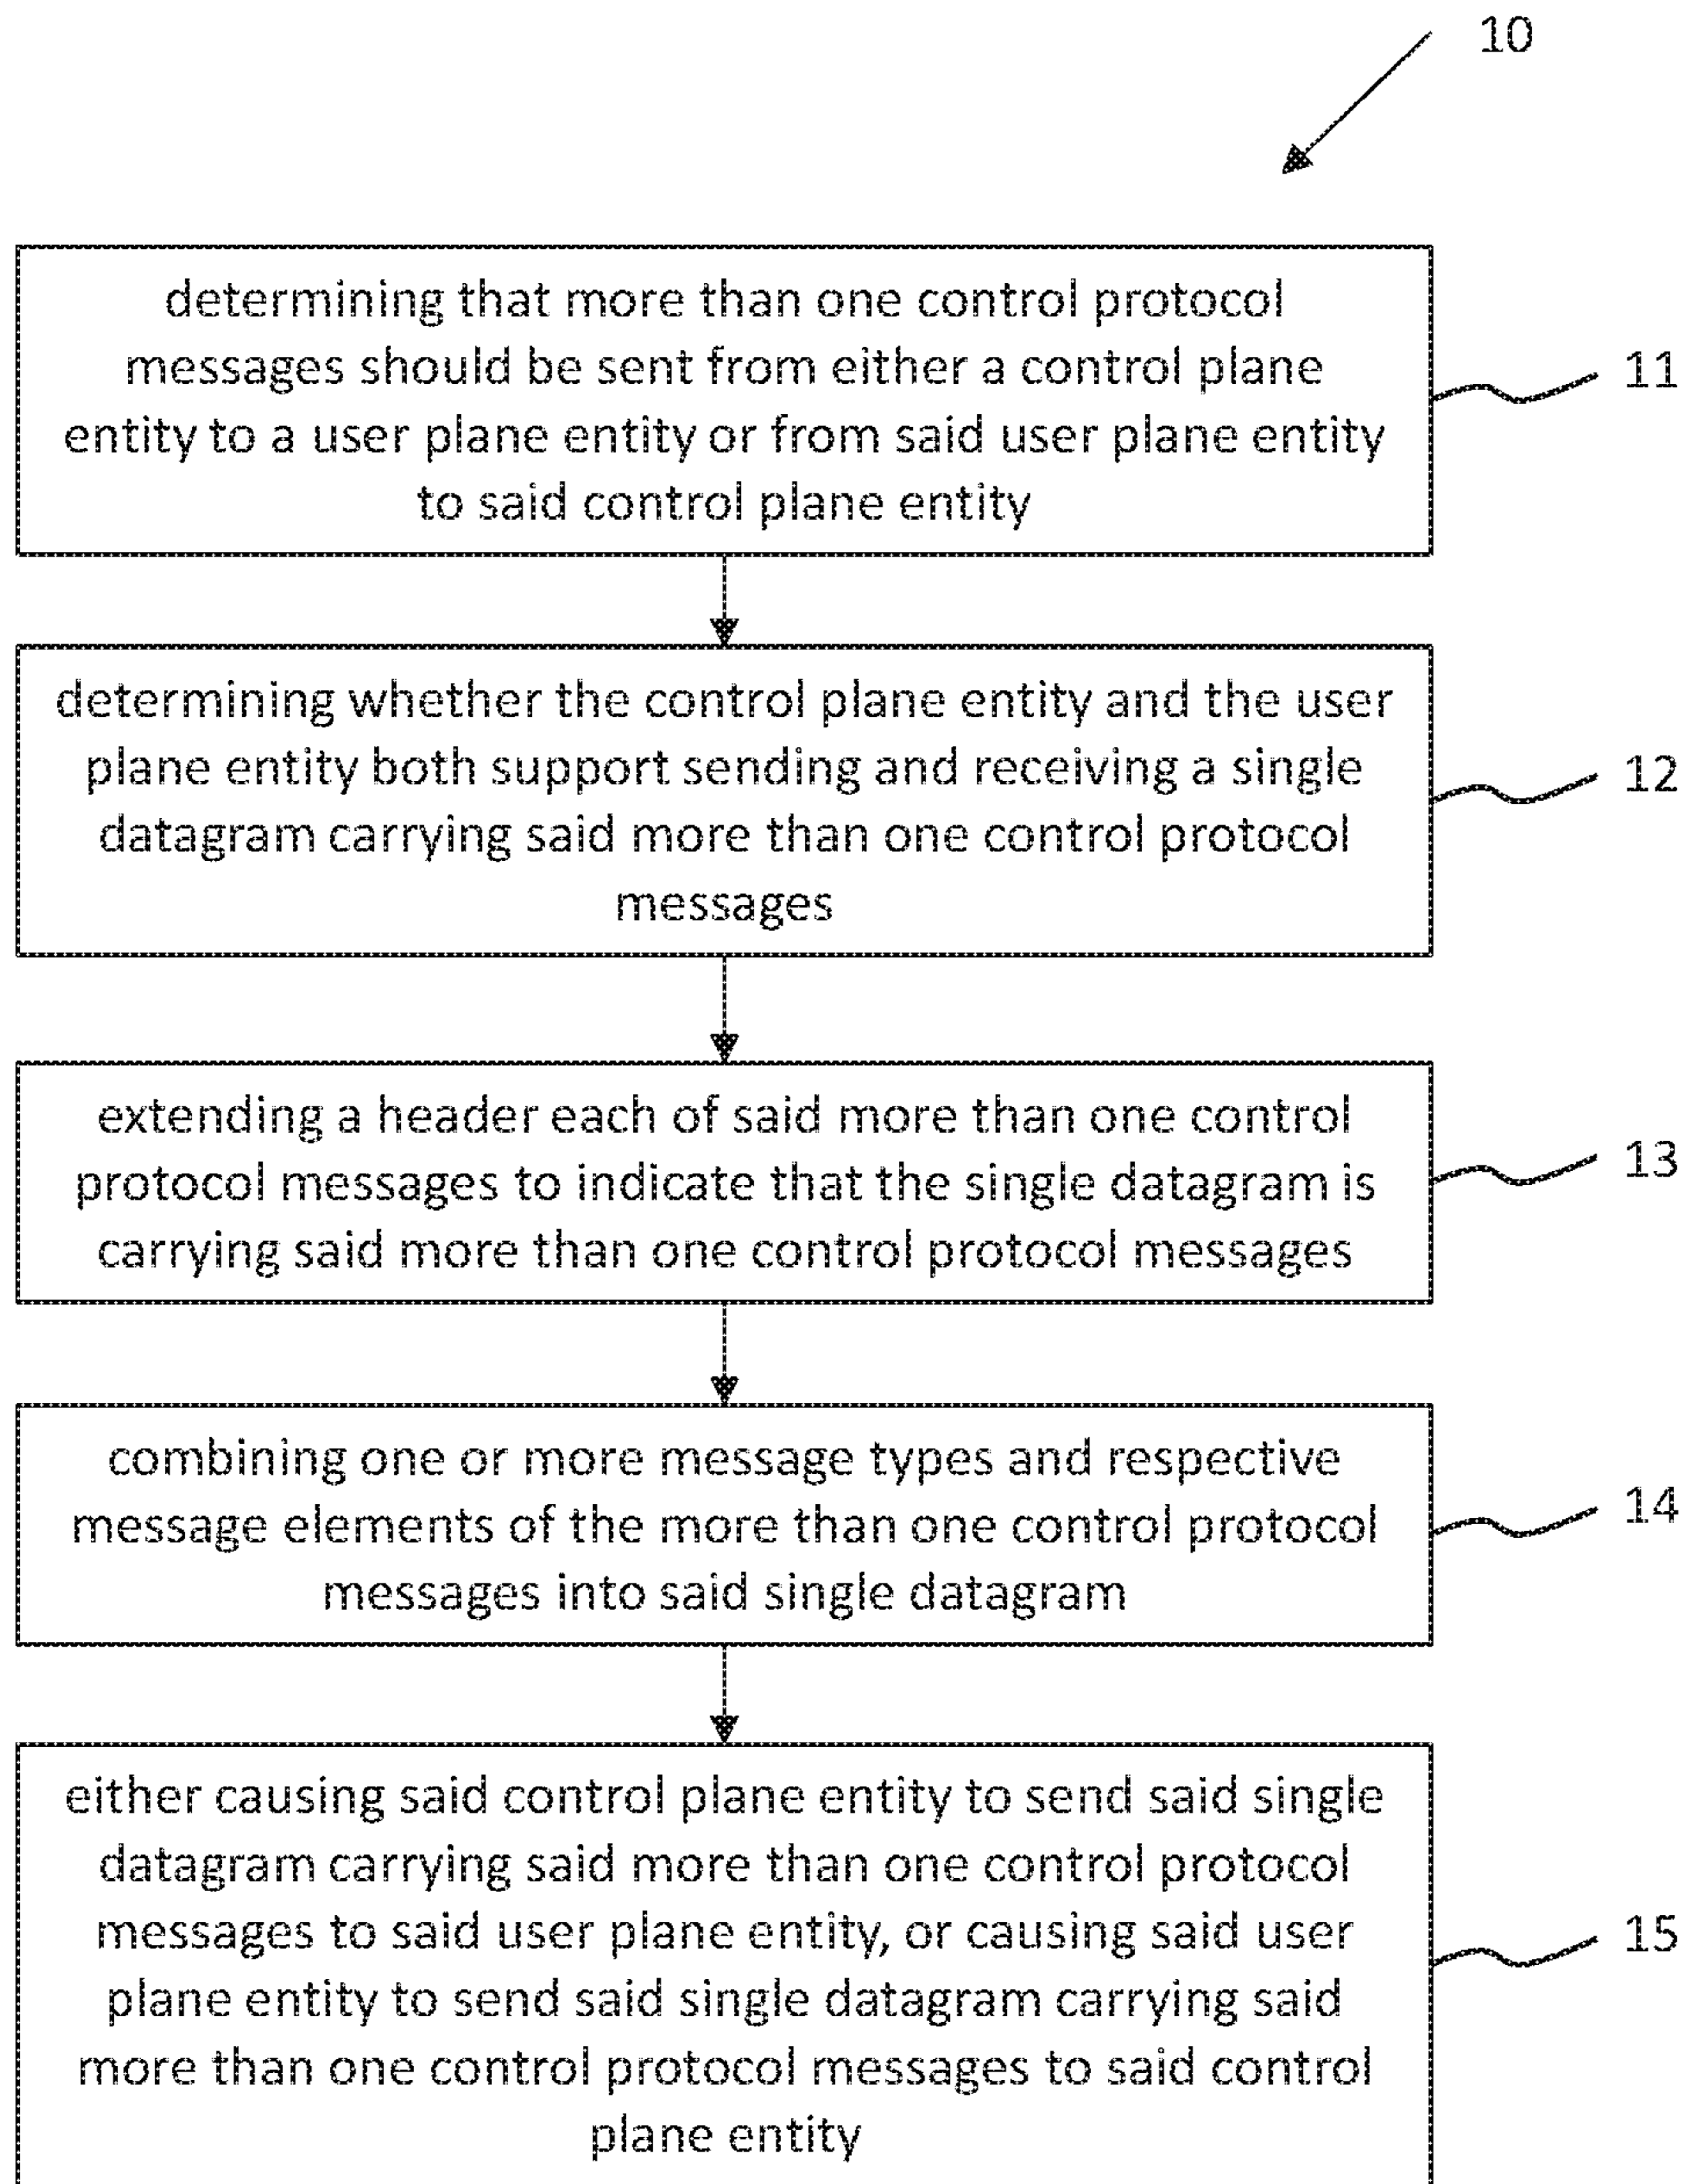 10
determining that more than one control protocol
messages should be sent from either a control plane
entity to a user plane entity or from said user plane entity
to said control plane entity
11
determining whether the control plane entity and the user
plane entity both support sending and receiving a single
datagram carrying said more than one control protocol
messages
12
extending a header each of said more than one control
protocol messages to indicate that the single datagram is
carrying said more than one control protocol messages
13
combining one or more message types and respective
message elements of the more than one control protocol
messages into said single datagram
14
either causing said control plane entity to send said single
datagram carrying said more than one control protocol
messages to said user plane entity, or causing said user
plane entity to send said single datagram carrying said
more than one control protocol messages to said control
plane entity
15